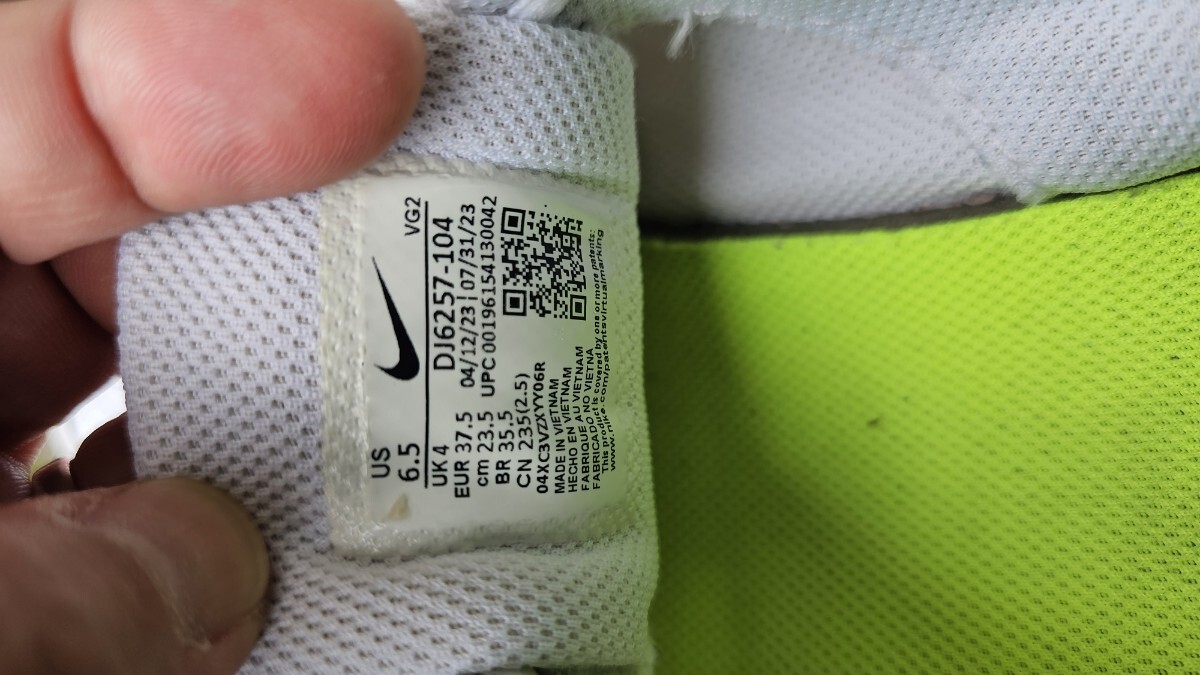 US VG2
6.5
UK 4 DJ6257-104
EUR 37.5 04/12/23 | 07/31/23
cm 23.5 UPC 00196154130042
BR 35.5
CN 235(2.5)
04XC3VZXYY06R
MADE IN VIETNAM
HECHO EN VIETNAM
FABRIQUE AU VIETNAM
FABRICADO NO VIETNA
This product is covered by one or more patents:
www.nike.com/patentsvirtualmarking